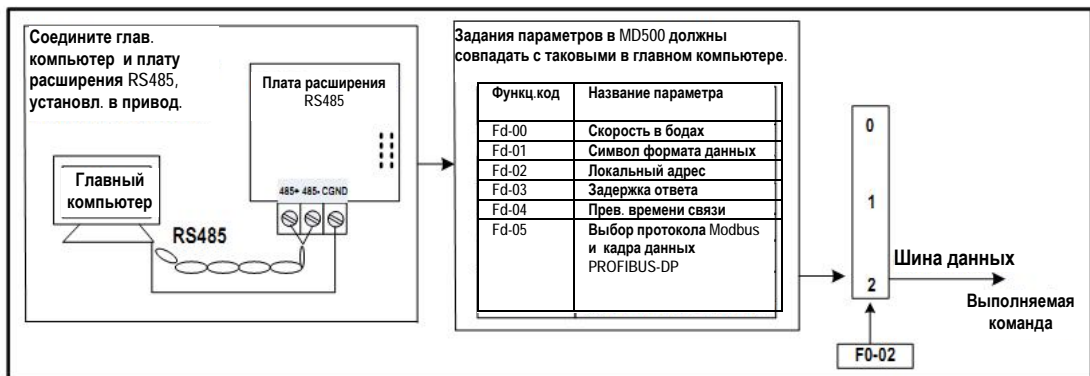 Соедините глав.
компьютер и плату
расширения RS485,
установл. в привод.
Плата расширения
RS485
485+ 485- CGND
Главный
компьютер
RS485
Задания параметров в MD500 должны
совпадать с таковыми в главном компьютере.
Функц.код Название параметра
Fd-00 Скорость в бодах
Fd-01 Символ формата данных
Fd-02 Локальный адрес
Fd-03 Задержка ответа
Fd-04 Прев. времени связи
Fd-05 Выбор протокола Modbus
и кадра данных
PROFIBUS-DP
0
1
2
F0-02
Шина данных
Выполняемая
команда